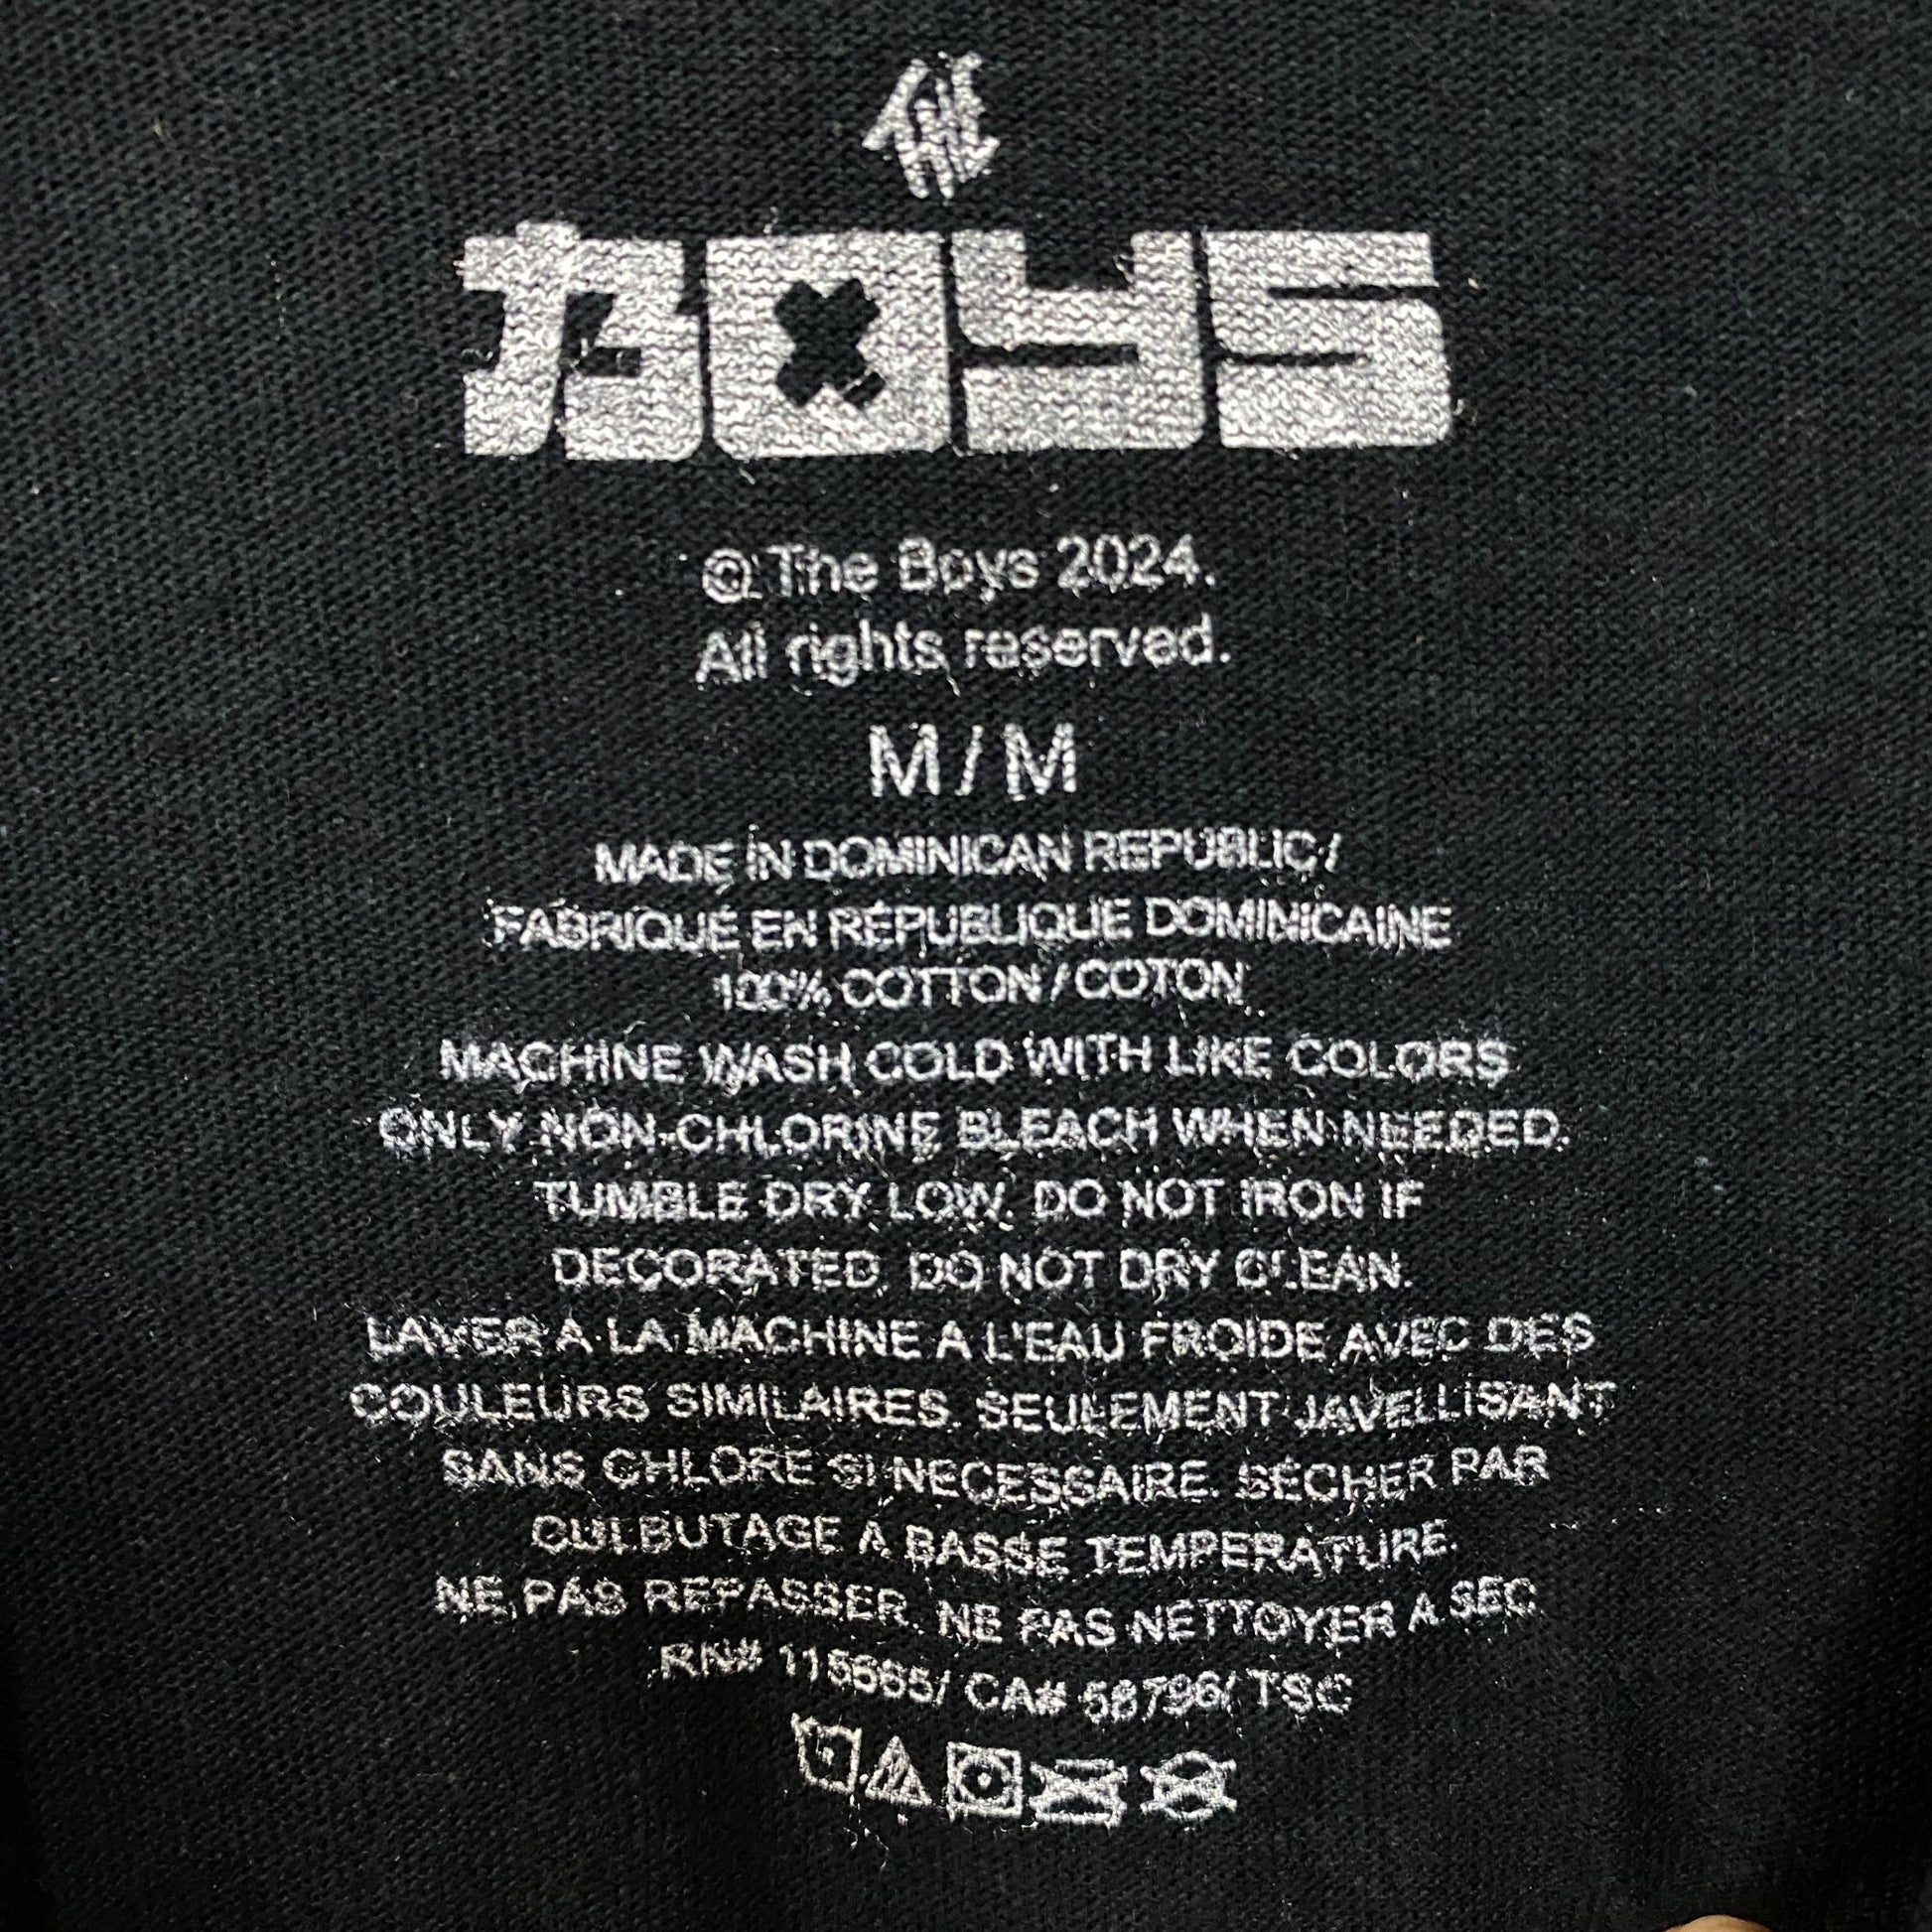 THE
BOYS
© The Boys 2024.
All rights reserved.
M / M
MADE IN DOMINICAN REPUBLIC /
FABRIQUÉ EN RÉPUBLIQUE DOMINICAINE
100% COTTON / COTON
MACHINE WASH COLD WITH LIKE COLORS
ONLY NON-CHLORINE BLEACH WHEN NEEDED.
TUMBLE DRY LOW. DO NOT IRON IF
DECORATED. DO NOT DRY CLEAN.
LAVER A LA MACHINE A L'EAU FROIDE AVEC DES
COULEURS SIMILAIRES. SEULEMENT JAVELLISANT
SANS CHLORE SI NECESSAIRE. SECHER PAR
CULBUTAGE A BASSE TEMPERATURE.
NE PAS REPASSER. NE PAS NETTOYER A SEC
RN# / CA# / TSC